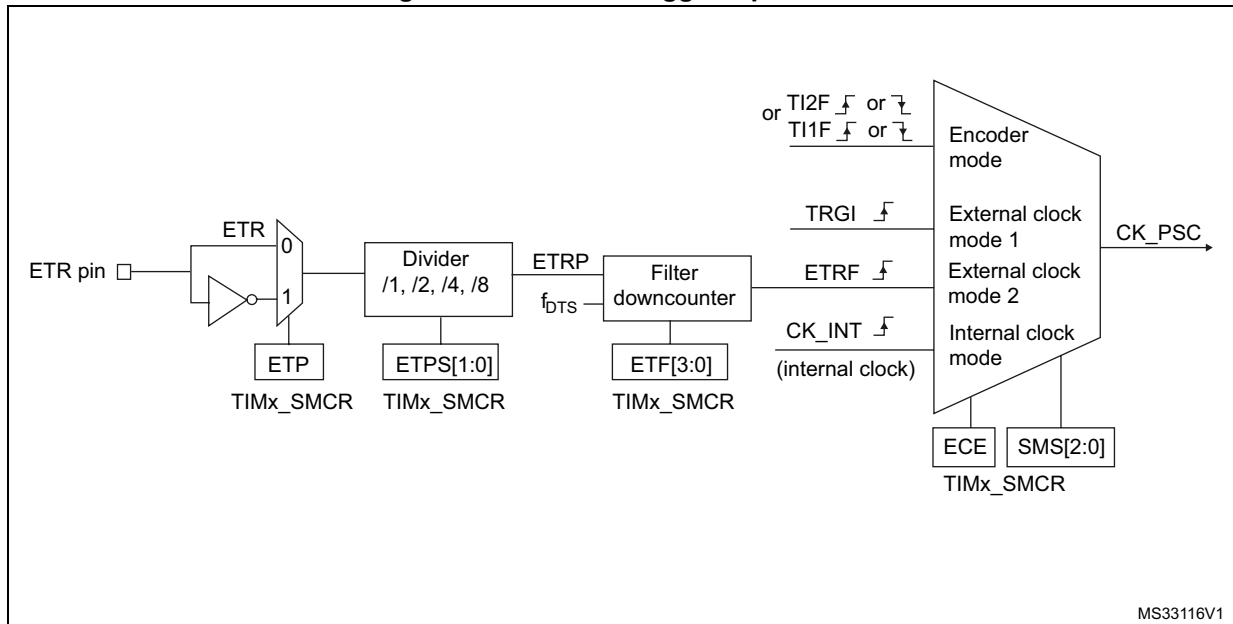 or TI2F or
TI1F or
Encoder
mode
TRGI
External clock
mode 1
CK_PSC
ETR
0
ETR pin
1
Divider
/1, /2, /4, /8
ETRP
fDTS
Filter
downcounter
ETRF
External clock
mode 2
CK_INT
(internal clock)
Internal clock
mode
ETP
TIMx_SMCR
ETPS[1:0]
TIMx_SMCR
ETF[3:0]
TIMx_SMCR
ECE
SMS[2:0]
TIMx_SMCR
MS33116V1